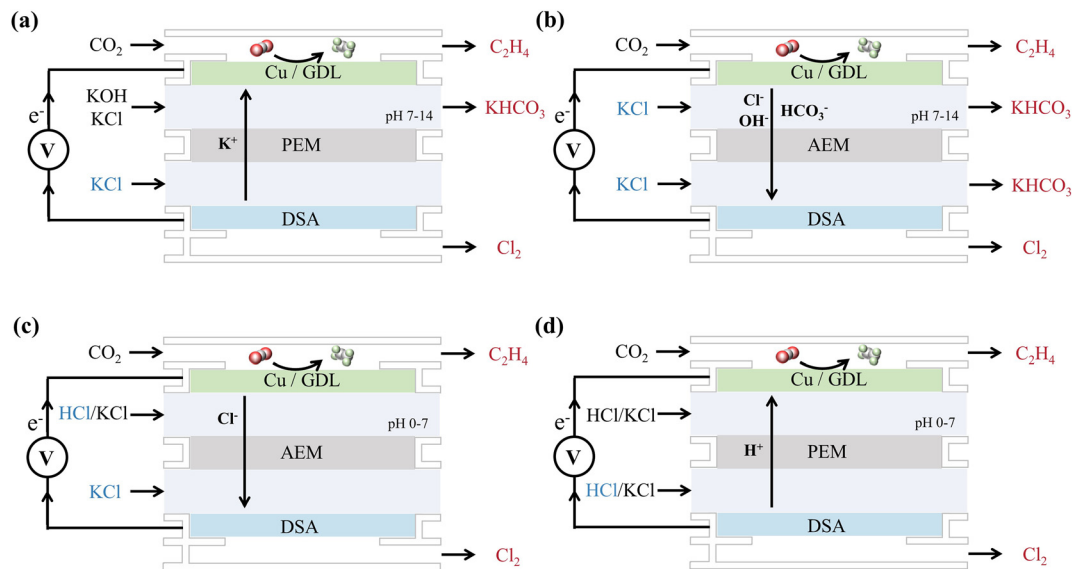 (a)
CO₂
C₂H₄
Cu / GDL
KOH
KCl
e⁻
KHCO₃
pH 7-14
K⁺
PEM
V
KCl
DSA
Cl₂
(b)
CO₂
C₂H₄
Cu / GDL
KCl
e⁻
Cl⁻
OH⁻
HCO₃⁻
KHCO₃
pH 7-14
AEM
V
KCl
KHCO₃
DSA
Cl₂
(c)
CO₂
C₂H₄
Cu / GDL
HCl/KCl
e⁻
Cl⁻
pH 0-7
AEM
V
KCl
DSA
Cl₂
(d)
CO₂
C₂H₄
Cu / GDL
HCl/KCl
e⁻
pH 0-7
H⁺
PEM
V
HCl/KCl
DSA
Cl₂